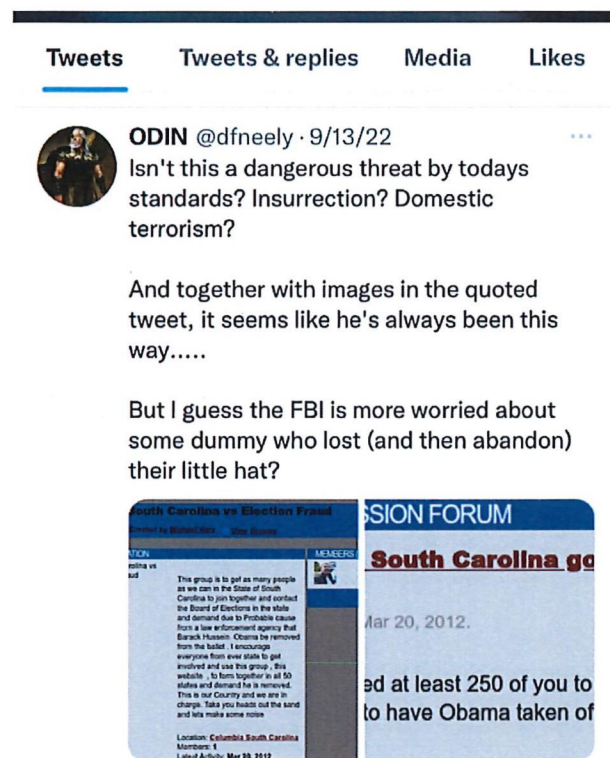 Tweets Tweets & replies Media Likes
ODIN @dfneely · 9/13/22
Isn't this a dangerous threat by todays
standards? Insurrection? Domestic
terrorism?
And together with images in the quoted
tweet, it seems like he's always been this
way.....
But I guess the FBI is more worried about
some dummy who lost (and then abandon)
their little hat?
South Carolina vs Election Fraud
MEMBERS
This group is to get as many people
as we can in the State of South
Carolina to join together and contact
the Board of Elections in the state
and demand due to Probable cause
from a law enforcement agency that
Barack Hussein Obama be removed
from the ballet . I encourage
everyone from ever state to get
involved and use this group , this
website , to form together in all 50
states and demand he is removed.
This is our Country and we are in
charge. Take you heads out the sand
and lets make some noise
Location: Columbia South Carolina
Members: 1
Latest Activity: Mar 20, 2012
SSION FORUM
South Carolina go
Mar 20, 2012.
ed at least 250 of you to
to have Obama taken of